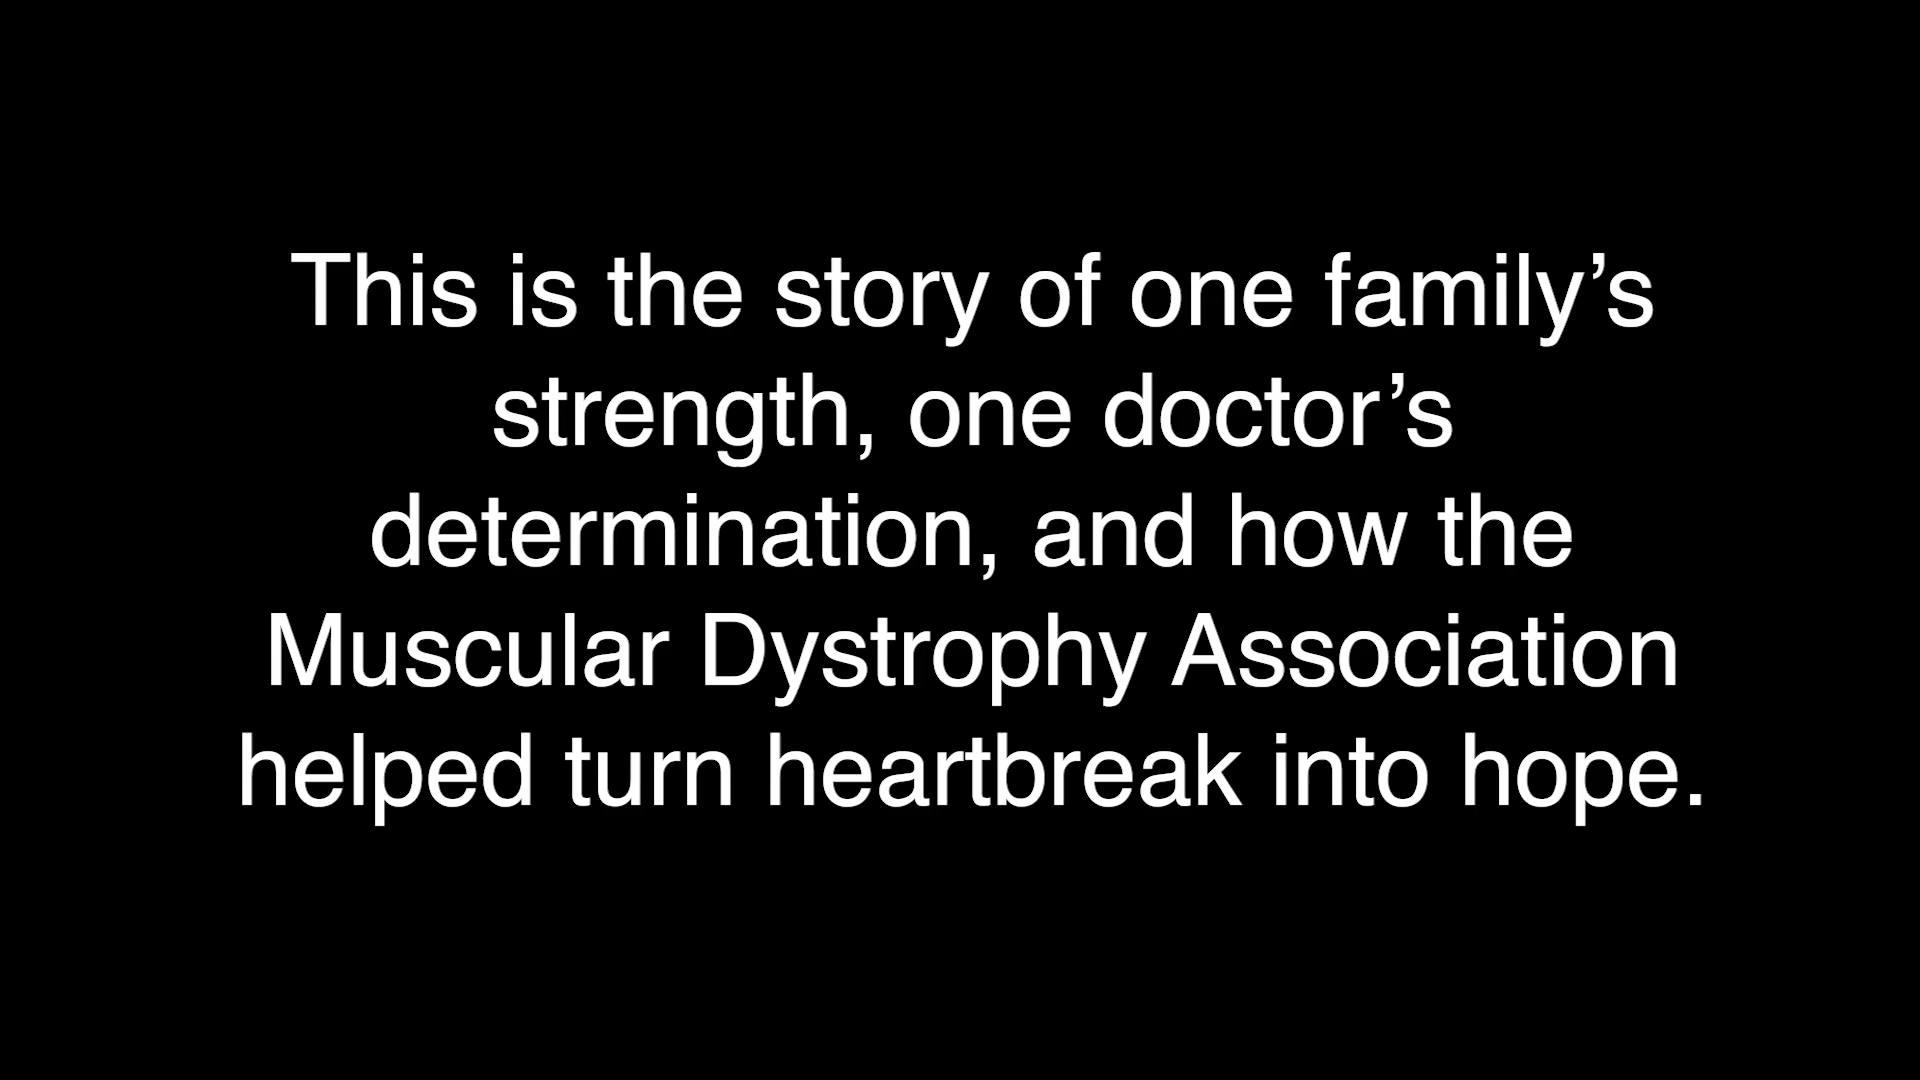 This is the story of one family’s
strength, one doctor’s
determination, and how the
Muscular Dystrophy Association
helped turn heartbreak into hope.